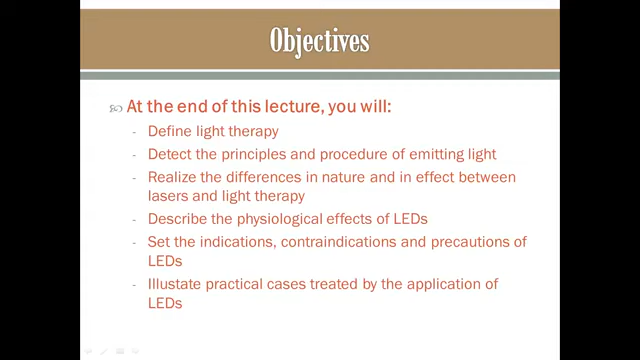 Objectives
At the end of this lecture, you will:
- Define light therapy
- Detect the principles and procedure of emitting light
- Realize the differences in nature and in effect between
lasers and light therapy
- Describe the physiological effects of LEDs
- Set the indications, contraindications and precautions of
LEDs
- Illustate practical cases treated by the application of
LEDs